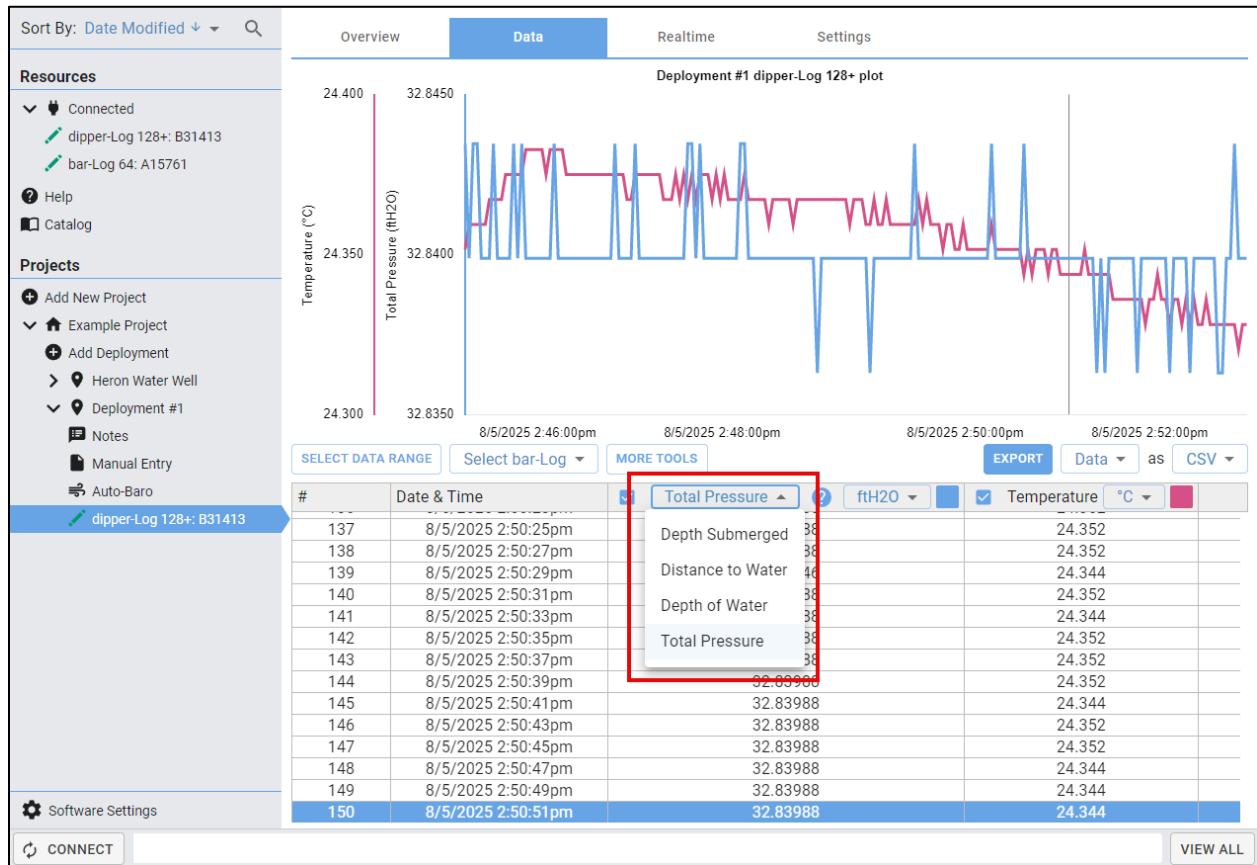 Sort By: Date Modified
Resources
Connected
dipper-Log 128+: B31413
bar-Log 64: A15761
Help
Catalog
Projects
Add New Project
Example Project
Add Deployment
Heron Water Well
Deployment #1
Notes
Manual Entry
Auto-Baro
dipper-Log 128+: B31413
Software Settings
CONNECT
Overview Data Realtime Settings
Deployment #1 dipper-Log 128+ plot
24.400 32.8450
Temperature (°C)
Total Pressure (ftH2O)
24.350 32.8400
24.300 32.8350
8/5/2025 2:46:00pm 8/5/2025 2:48:00pm 8/5/2025 2:50:00pm 8/5/2025 2:52:00pm
SELECT DATA RANGE Select bar-Log MORE TOOLS EXPORT Data as CSV
# Date & Time Total Pressure ? ftH2O Temperature °C
Depth Submerged
Distance to Water
Depth of Water
Total Pressure
137 8/5/2025 2:50:25pm 88 24.352
138 8/5/2025 2:50:27pm 88 24.352
139 8/5/2025 2:50:29pm 46 24.344
140 8/5/2025 2:50:31pm 88 24.352
141 8/5/2025 2:50:33pm 88 24.344
142 8/5/2025 2:50:35pm 88 24.352
143 8/5/2025 2:50:37pm 88 24.352
144 8/5/2025 2:50:39pm 32.83988 24.352
145 8/5/2025 2:50:41pm 32.83988 24.344
146 8/5/2025 2:50:43pm 32.83988 24.352
147 8/5/2025 2:50:45pm 32.83988 24.352
148 8/5/2025 2:50:47pm 32.83988 24.344
149 8/5/2025 2:50:49pm 32.83988 24.344
150 8/5/2025 2:50:51pm 32.83988 24.344
VIEW ALL